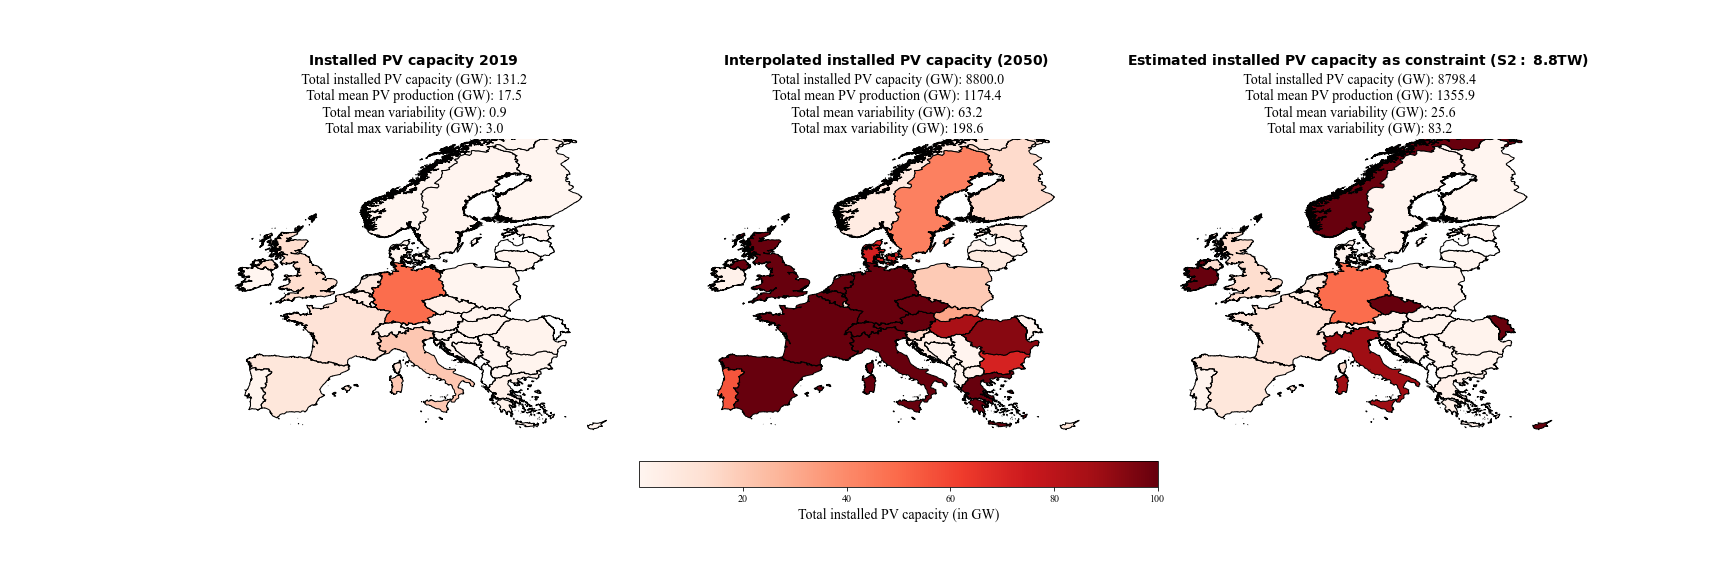 Installed PV capacity 2019
Total installed PV capacity (GW): 131.2
Total mean PV production (GW): 17.5
Total mean variability (GW): 0.9
Total max variability (GW): 3.0
Interpolated installed PV capacity (2050)
Total installed PV capacity (GW): 8800.0
Total mean PV production (GW): 1174.4
Total mean variability (GW): 63.2
Total max variability (GW): 198.6
Estimated installed PV capacity as constraint (S2 : 8.8TW)
Total installed PV capacity (GW): 8798.4
Total mean PV production (GW): 1355.9
Total mean variability (GW): 25.6
Total max variability (GW): 83.2
20 40 60 80 100
Total installed PV capacity (in GW)